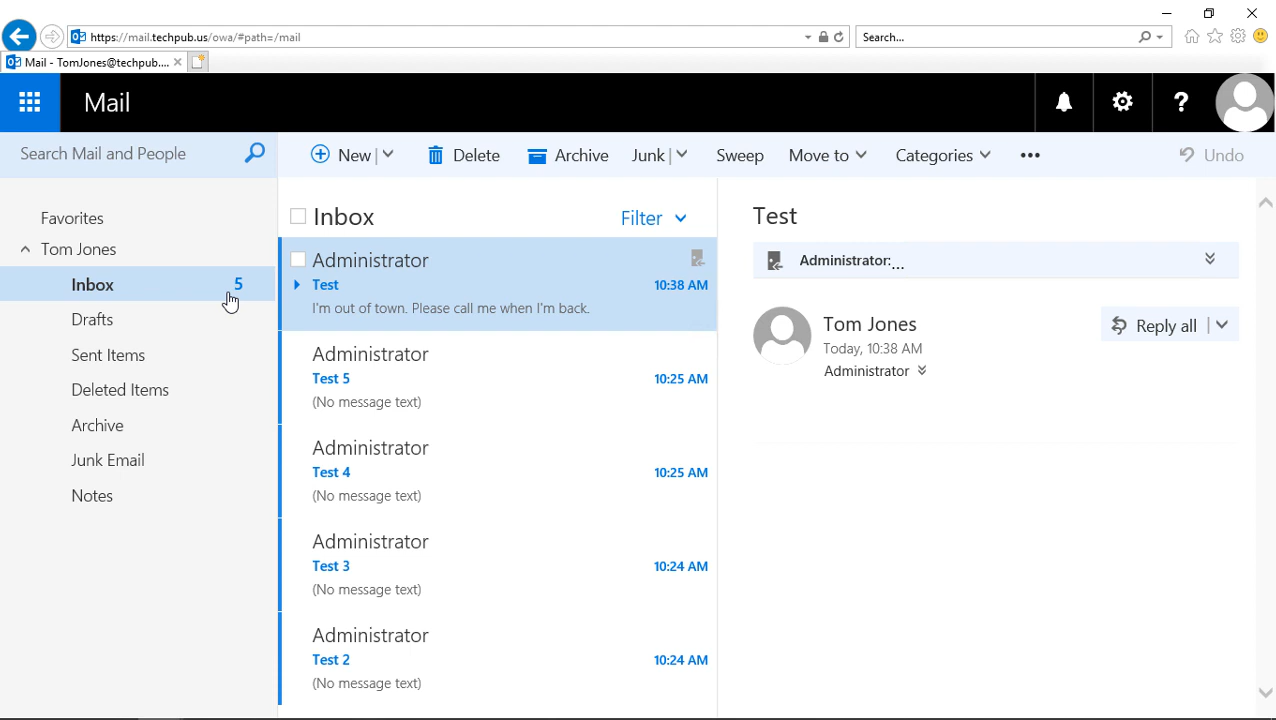 https://mail.techpub.us/owa/#path=/mail
Search...
Mail - TomJones@techpub....
Mail
Search Mail and People
New
Delete
Archive
Junk
Sweep
Move to
Categories
•••
Undo
Favorites
Tom Jones
Inbox 5
Drafts
Sent Items
Deleted Items
Archive
Junk Email
Notes
Inbox
Filter
Administrator
Test 10:38 AM
I'm out of town. Please call me when I'm back.
Administrator
Test 5 10:25 AM
(No message text)
Administrator
Test 4 10:25 AM
(No message text)
Administrator
Test 3 10:24 AM
(No message text)
Administrator
Test 2 10:24 AM
(No message text)
Test
Administrator:...
Tom Jones
Today, 10:38 AM
Administrator
Reply all